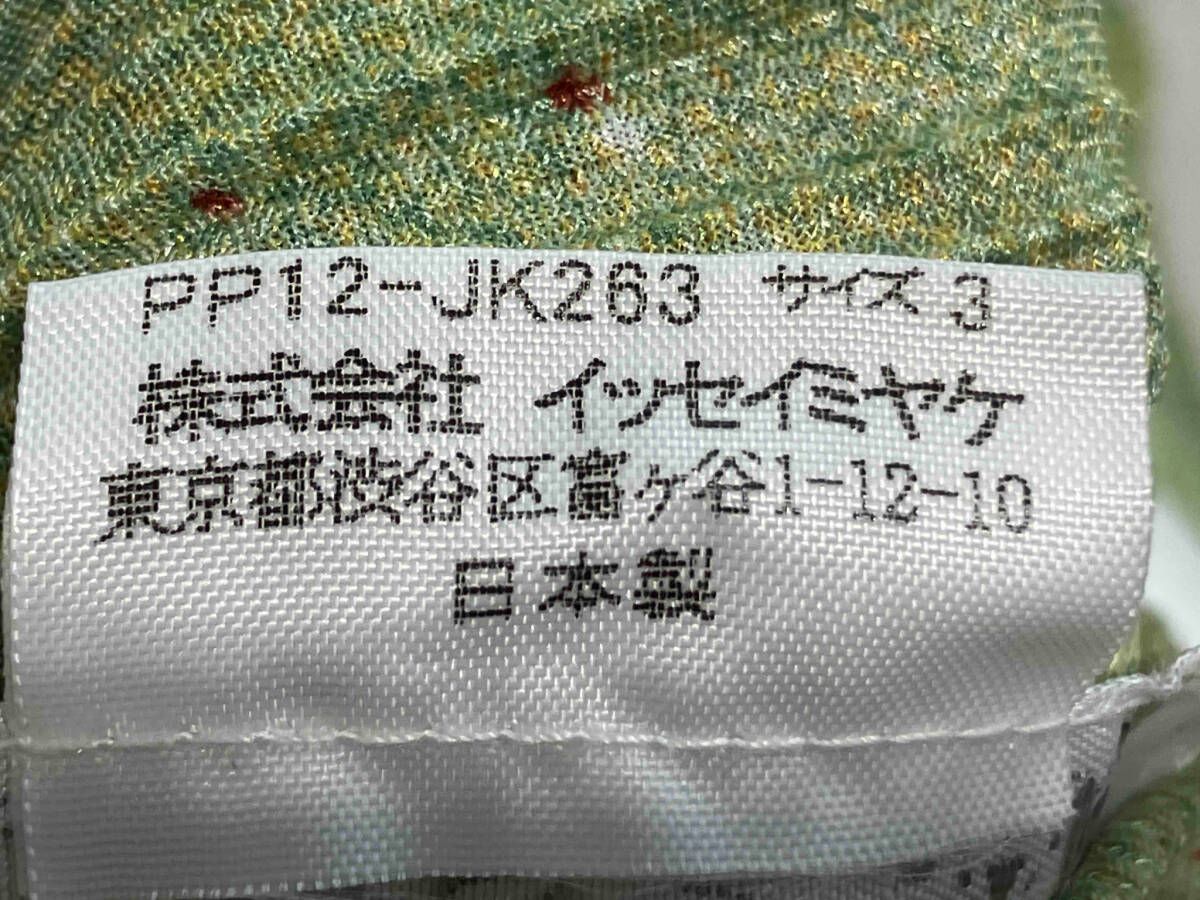 PP12-JK263 サイズ 3
株式会社 イッセイミヤケ
東京都渋谷区富ヶ谷1-12-10
日本製